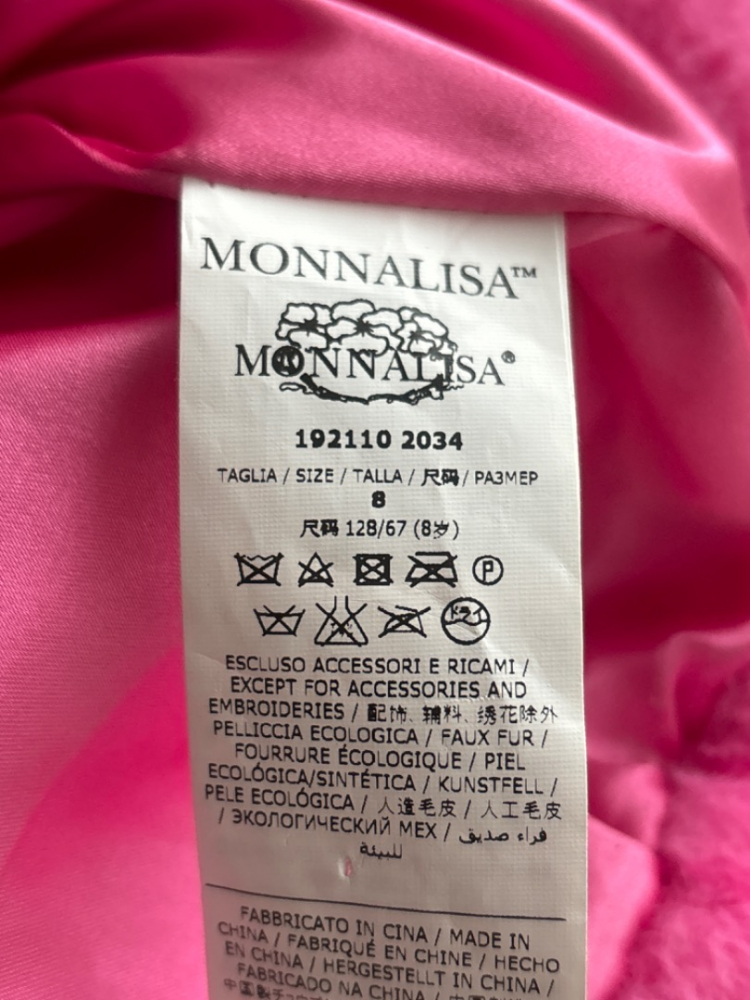 MONNALISA™
MONNALISA®
192110 2034
TAGLIA / SIZE / TALLA / 尺码 / РАЗМЕР
8
尺码 128/67 (8岁)
P
ドライ
ESCLUSO ACCESSORI E RICAMI /
EXCEPT FOR ACCESSORIES AND
EMBROIDERIES / 配饰、辅料、绣花除外
PELLICCIA ECOLOGICA / FAUX FUR /
FOURRURE ÉCOLOGIQUE / PIEL
ECOLÓGICA/SINTÉTICA / KUNSTFELL /
PELE ECOLÓGICA / 人造毛皮 / 人工毛皮
/ ЭКОЛОГИЧЕСКИЙ МЕХ / فراء صديق
للبيئة
FABBRICATO IN CINA / MADE IN
CHINA / FABRIQUÉ EN CHINE / HECHO
EN CHINA / HERGESTELLT IN CHINA /
FABRICADO NA CHINA /